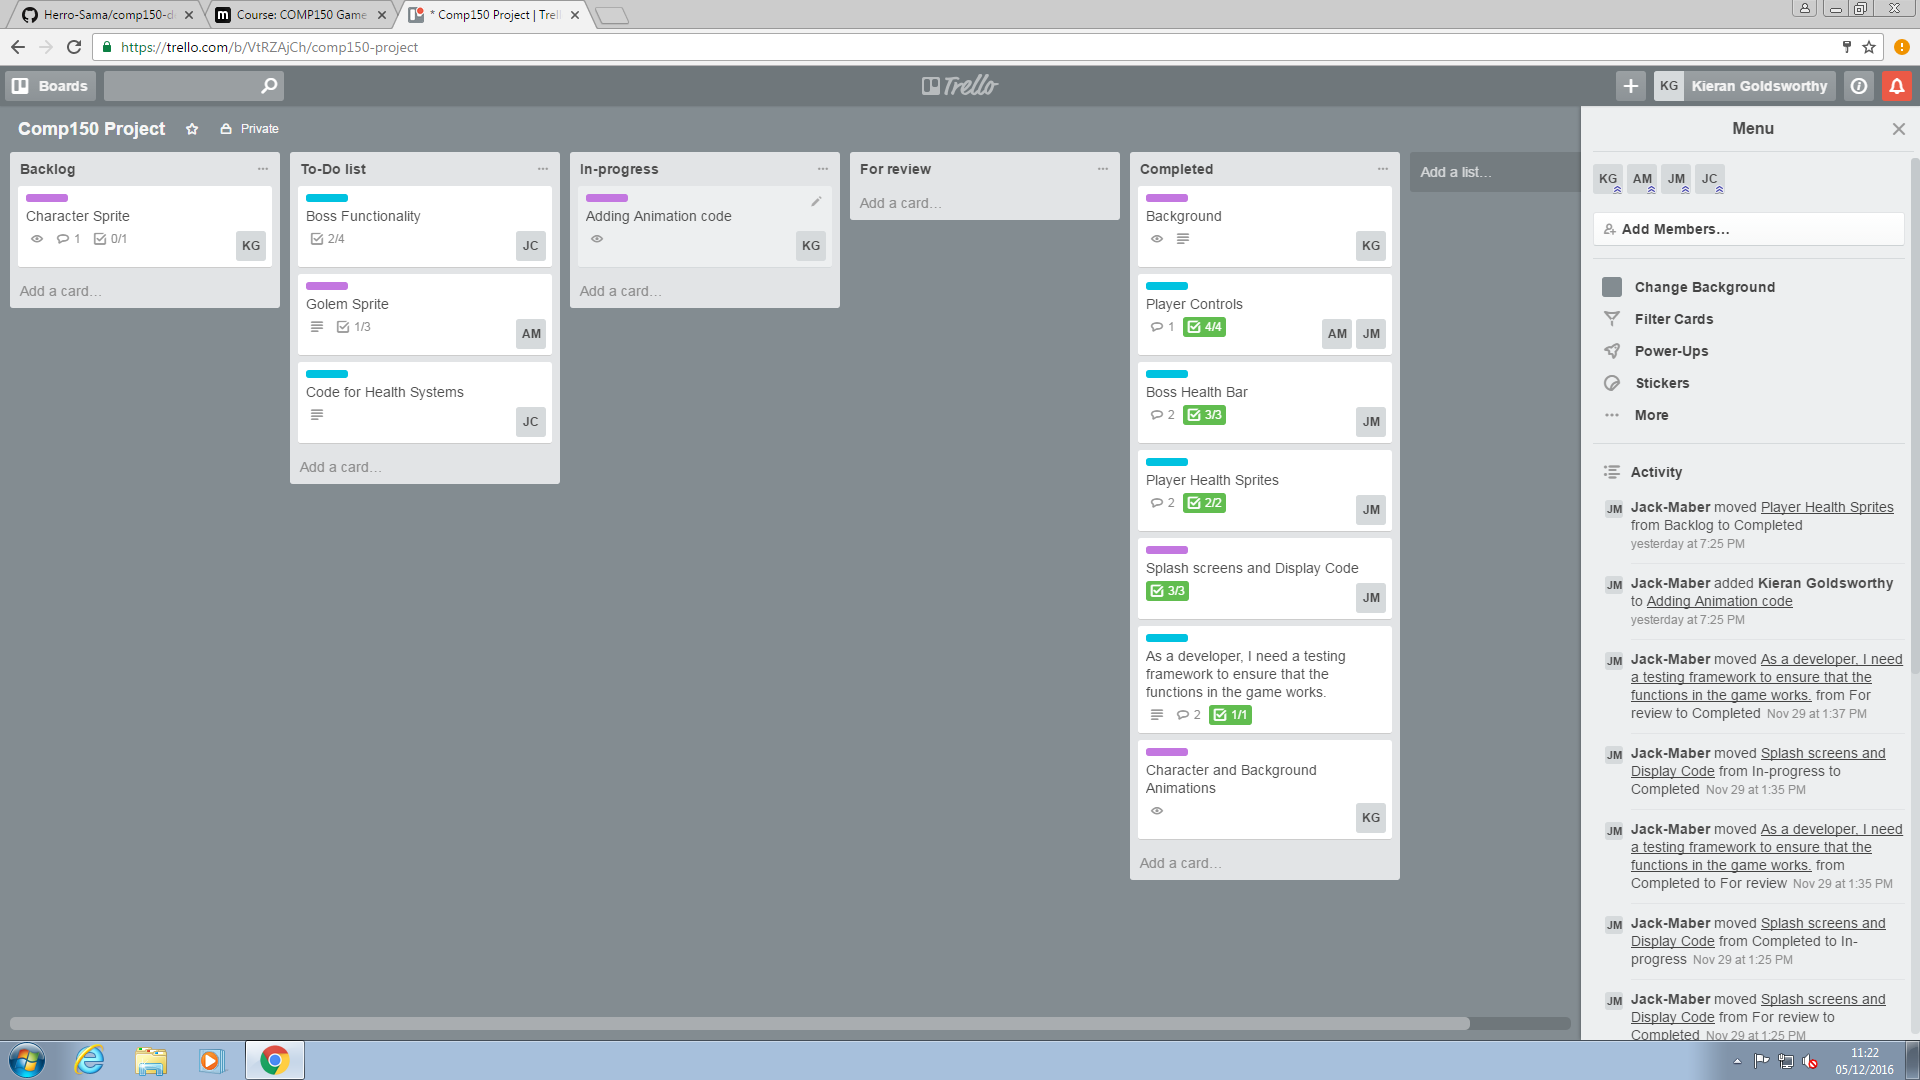 Herro-Sama/comp150-d
Course: COMP150 Game
* Comp150 Project | Trel
https://trello.com/b/VtRZAjCh/comp150-project
Boards
Trello
KG Kieran Goldsworthy
Comp150 Project
Private
Backlog
Character Sprite
1 0/1
KG
Add a card...
To-Do list
Boss Functionality
2/4
JC
Golem Sprite
1/3
AM
Code for Health Systems
JC
Add a card...
In-progress
Adding Animation code
KG
Add a card...
For review
Add a card...
Completed
Background
KG
Player Controls
1 4/4
AM JM
Boss Health Bar
2 3/3
JM
Player Health Sprites
2 2/2
JM
Splash screens and Display Code
3/3
JM
As a developer, I need a testing
framework to ensure that the
functions in the game works.
2 1/1
Character and Background
Animations
KG
Add a card...
Add a list...
Menu
KG AM JM JC
Add Members...
Change Background
Filter Cards
Power-Ups
Stickers
More
Activity
JM Jack-Maber moved Player Health Sprites
from Backlog to Completed
yesterday at 7:25 PM
JM Jack-Maber added Kieran Goldsworthy
to Adding Animation code
yesterday at 7:25 PM
JM Jack-Maber moved As a developer, I need
a testing framework to ensure that the
functions in the game works. from For
review to Completed Nov 29 at 1:37 PM
JM Jack-Maber moved Splash screens and
Display Code from In-progress to
Completed Nov 29 at 1:35 PM
JM Jack-Maber moved As a developer, I need
a testing framework to ensure that the
functions in the game works. from
Completed to For review Nov 29 at 1:35 PM
JM Jack-Maber moved Splash screens and
Display Code from Completed to In-
progress Nov 29 at 1:25 PM
JM Jack-Maber moved Splash screens and
Display Code from For review to
Completed Nov 29 at 1:25 PM
11:22
05/12/2016